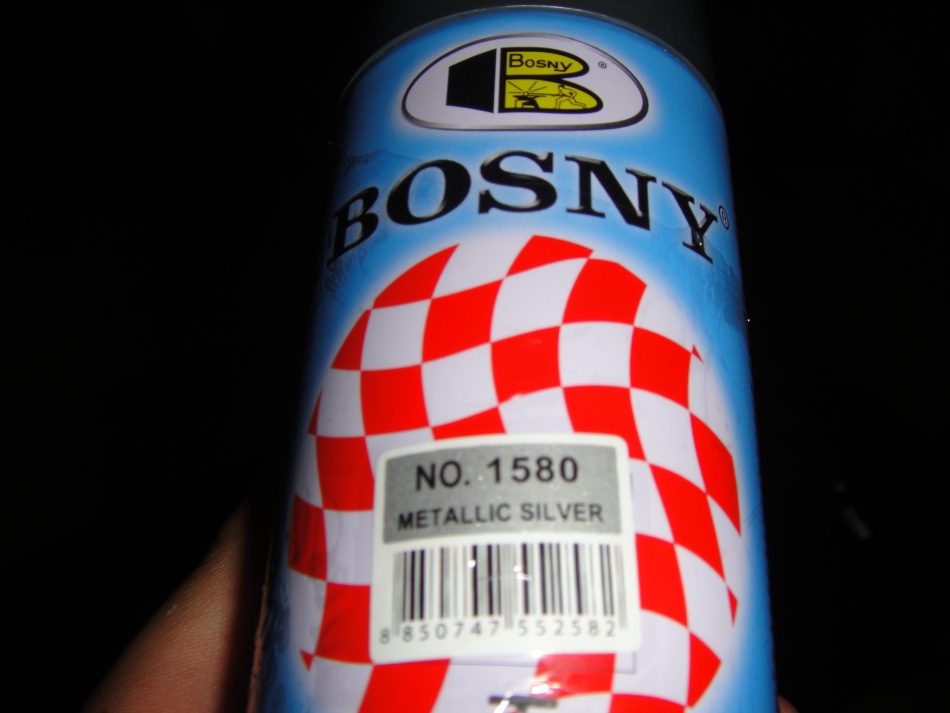 BOSNY ®
BOSNY®
NO. 1580
METALLIC SILVER
8 850747 552582